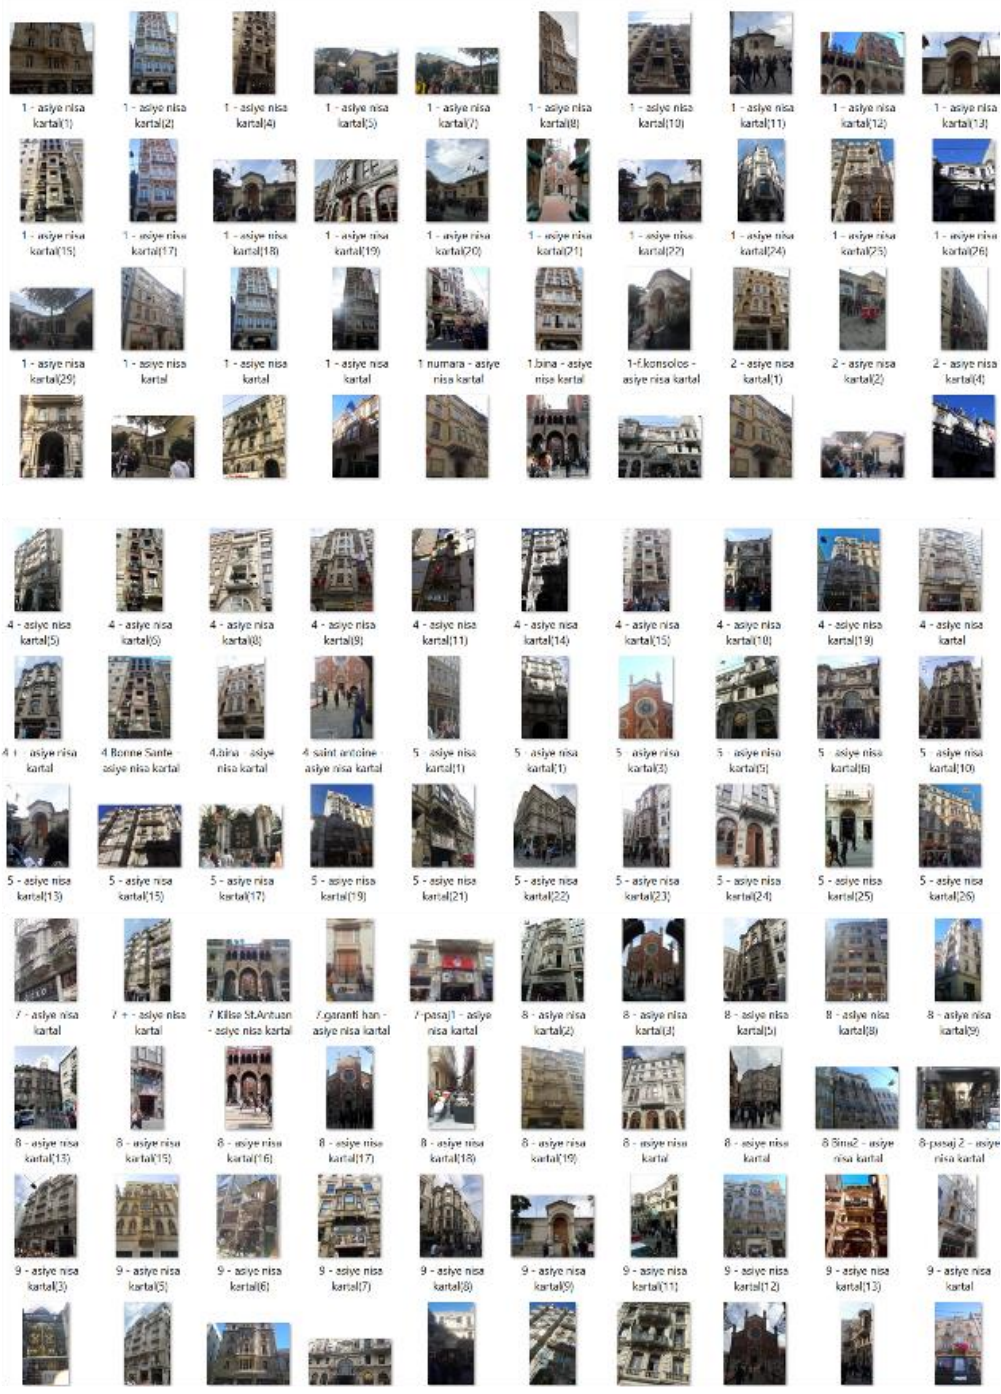 1 - asiye nisa kartal(1)
1 - asiye nisa kartal(2)
1 - asiye nisa kartal(4)
1 - asiye nisa kartal(5)
1 - asiye nisa kartal(7)
1 - asiye nisa kartal(8)
1 - asiye nisa kartal(10)
1 - asiye nisa kartal(11)
1 - asiye nisa kartal(12)
1 - asiye nisa kartal(13)
1 - asiye nisa kartal(15)
1 - asiye nisa kartal(17)
1 - asiye nisa kartal(18)
1 - asiye nisa kartal(19)
1 - asiye nisa kartal(20)
1 - asiye nisa kartal(21)
1 - asiye nisa kartal(22)
1 - asiye nisa kartal(24)
1 - asiye nisa kartal(25)
1 - asiye nisa kartal(26)
1 - asiye nisa kartal(29)
1 - asiye nisa kartal
1 - asiye nisa kartal
1 - asiye nisa kartal
1 numara - asiye nisa kartal
1.bina - asiye nisa kartal
1-f.konsolos - asiye nisa kartal
2 - asiye nisa kartal(1)
2 - asiye nisa kartal(2)
2 - asiye nisa kartal(4)
4 - asiye nisa kartal(5)
4 - asiye nisa kartal(6)
4 - asiye nisa kartal(8)
4 - asiye nisa kartal(9)
4 - asiye nisa kartal(11)
4 - asiye nisa kartal(14)
4 - asiye nisa kartal(15)
4 - asiye nisa kartal(18)
4 - asiye nisa kartal(19)
4 - asiye nisa kartal
4 + - asiye nisa kartal
4 Bonne Sante - asiye nisa kartal
4.bina - asiye nisa kartal
4 saint antoine - asiye nisa kartal
5 - asiye nisa kartal(1)
5 - asiye nisa kartal(1)
5 - asiye nisa kartal(3)
5 - asiye nisa kartal(5)
5 - asiye nisa kartal(6)
5 - asiye nisa kartal(10)
5 - asiye nisa kartal(13)
5 - asiye nisa kartal(15)
5 - asiye nisa kartal(17)
5 - asiye nisa kartal(19)
5 - asiye nisa kartal(21)
5 - asiye nisa kartal(22)
5 - asiye nisa kartal(23)
5 - asiye nisa kartal(24)
5 - asiye nisa kartal(25)
5 - asiye nisa kartal(26)
7 - asiye nisa kartal
7 + - asiye nisa kartal
7 Kilise St.Antuan - asiye nisa kartal
7.garanti han - asiye nisa kartal
7-pasaj1 - asiye nisa kartal
8 - asiye nisa kartal(2)
8 - asiye nisa kartal(3)
8 - asiye nisa kartal(5)
8 - asiye nisa kartal(8)
8 - asiye nisa kartal(9)
8 - asiye nisa kartal(13)
8 - asiye nisa kartal(15)
8 - asiye nisa kartal(16)
8 - asiye nisa kartal(17)
8 - asiye nisa kartal(18)
8 - asiye nisa kartal(19)
8 - asiye nisa kartal
8 - asiye nisa kartal
8 Bina2 - asiye nisa kartal
8-pasaj 2 - asiye nisa kartal
9 - asiye nisa kartal(3)
9 - asiye nisa kartal(5)
9 - asiye nisa kartal(6)
9 - asiye nisa kartal(7)
9 - asiye nisa kartal(8)
9 - asiye nisa kartal(9)
9 - asiye nisa kartal(11)
9 - asiye nisa kartal(12)
9 - asiye nisa kartal(13)
9 - asiye nisa kartal